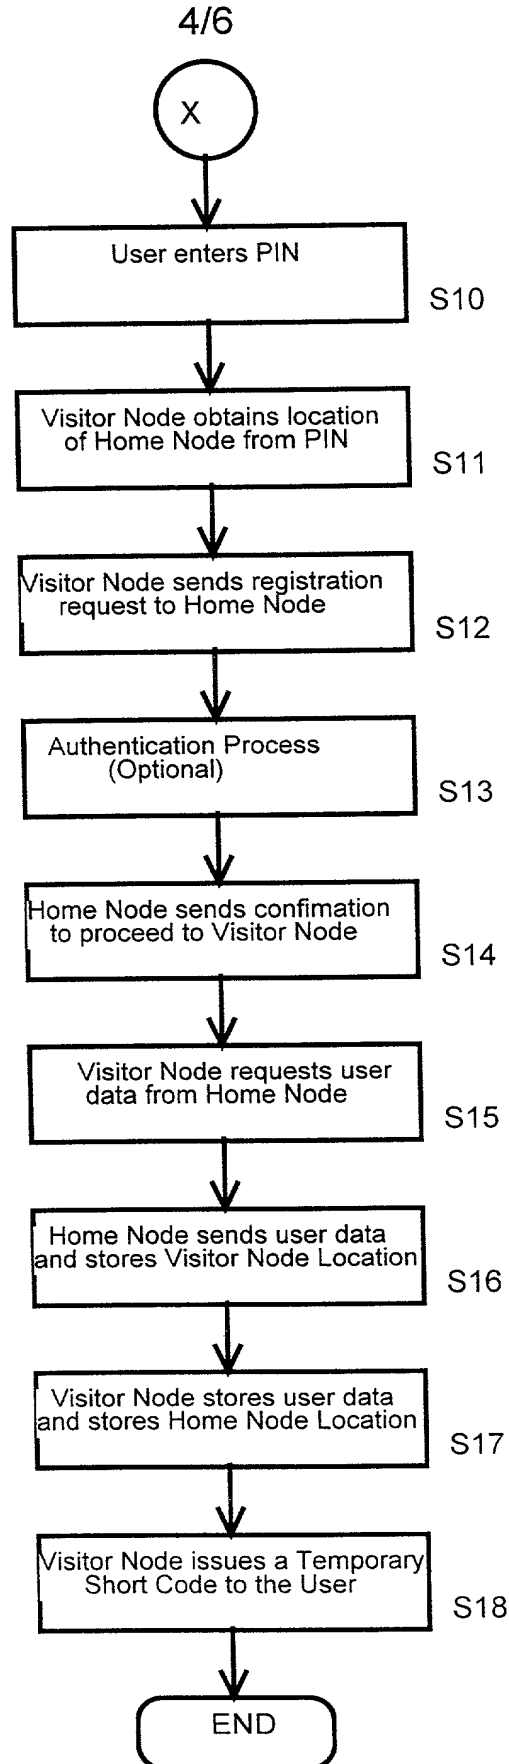 4/6
X
User enters PIN
S10
Visitor Node obtains location
of Home Node from PIN
S11
Visitor Node sends registration
request to Home Node
S12
Authentication Process
(Optional)
S13
Home Node sends confimation
to proceed to Visitor Node
S14
Visitor Node requests user
data from Home Node
S15
Home Node sends user data
and stores Visitor Node Location
S16
Visitor Node stores user data
and stores Home Node Location
S17
Visitor Node issues a Temporary
Short Code to the User
S18
END